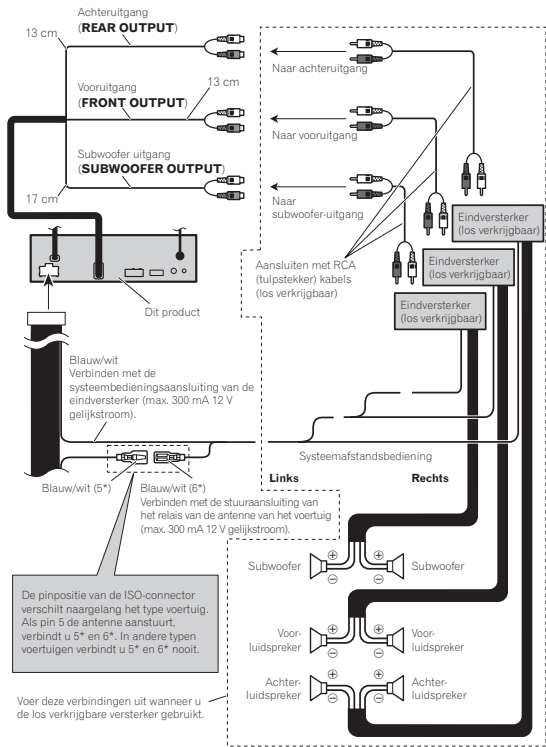 Achteruitgang
(REAR OUTPUT)
13 cm
Naar achteruitgang
Vooruitgang
(FRONT OUTPUT)
13 cm
Naar vooruitgang
Subwoofer uitgang
(SUBWOOFER OUTPUT)
17 cm
Naar
subwoofer-uitgang
Aansluiten met RCA
(tulpstekker) kabels
(los verkrijgbaar)
Eindversterker
(los verkrijgbaar)
Eindversterker
(los verkrijgbaar)
Eindversterker
(los verkrijgbaar)
Dit product
Blauw/wit
Verbinden met de
systeembedieningsaansluiting van de
eindversterker (max. 300 mA 12 V
gelijkstroom).
Systeemafstandsbediening
Blauw/wit (5*)
Blauw/wit (6*)
Verbinden met de stuuraansluiting van
het relais van de antenne van het voertuig
(max. 300 mA 12 V gelijkstroom).
Links
Rechts
De pinpositie van de ISO-connector
verschilt naargelang het type voertuig.
Als pin 5 de antenne aanstuurt,
verbindt u 5* en 6*. In andere typen
voertuigen verbindt u 5* en 6* nooit.
Subwoofer
⊕
⊖
⊕
⊖
Subwoofer
Voor-
luidspreker
⊕
⊖
⊕
⊖
Voor-
luidspreker
Achter-
luidspreker
⊕
⊖
⊕
⊖
Achter-
luidspreker
Voer deze verbindingen uit wanneer u
de los verkrijgbare versterker gebruikt.